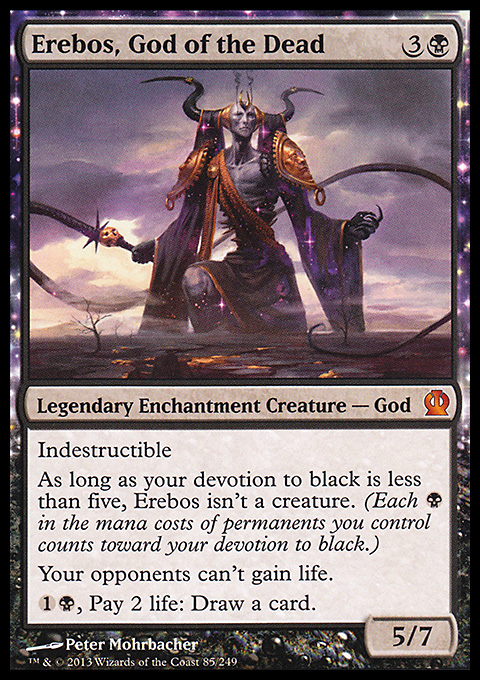 Erebos, God of the Dead 3
Legendary Enchantment Creature — God
Indestructible
As long as your devotion to black is less
than five, Erebos isn't a creature. (Each
in the mana costs of permanents you control
counts toward your devotion to black.)
Your opponents can't gain life.
1 , Pay 2 life: Draw a card.
Peter Mohrbacher
5/7
™ & © 2013 Wizards of the Coast 85/249